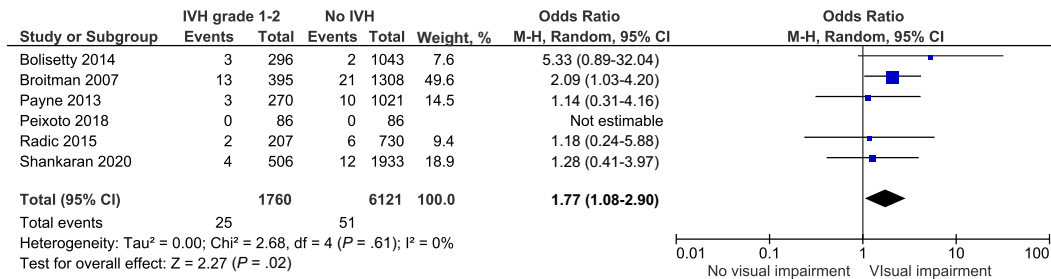 IVH grade 1-2 No IVH Odds Ratio Odds Ratio
Study or Subgroup Events Total Events Total Weight, % M-H, Random, 95% CI M-H, Random, 95% CI
Bolisetty 2014 3 296 2 1043 7.6 5.33 (0.89-32.04)
Broitman 2007 13 395 21 1308 49.6 2.09 (1.03-4.20)
Payne 2013 3 270 10 1021 14.5 1.14 (0.31-4.16)
Peixoto 2018 0 86 0 86 Not estimable
Radic 2015 2 207 6 730 9.4 1.18 (0.24-5.88)
Shankaran 2020 4 506 12 1933 18.9 1.28 (0.41-3.97)
Total (95% CI) 1760 6121 100.0 1.77 (1.08-2.90)
Total events 25 51
Heterogeneity: Tau² = 0.00; Chi² = 2.68, df = 4 (P = .61); I² = 0%
Test for overall effect: Z = 2.27 (P = .02)
0.01 0.1 1 10 100
No visual impairment VIsual impairment